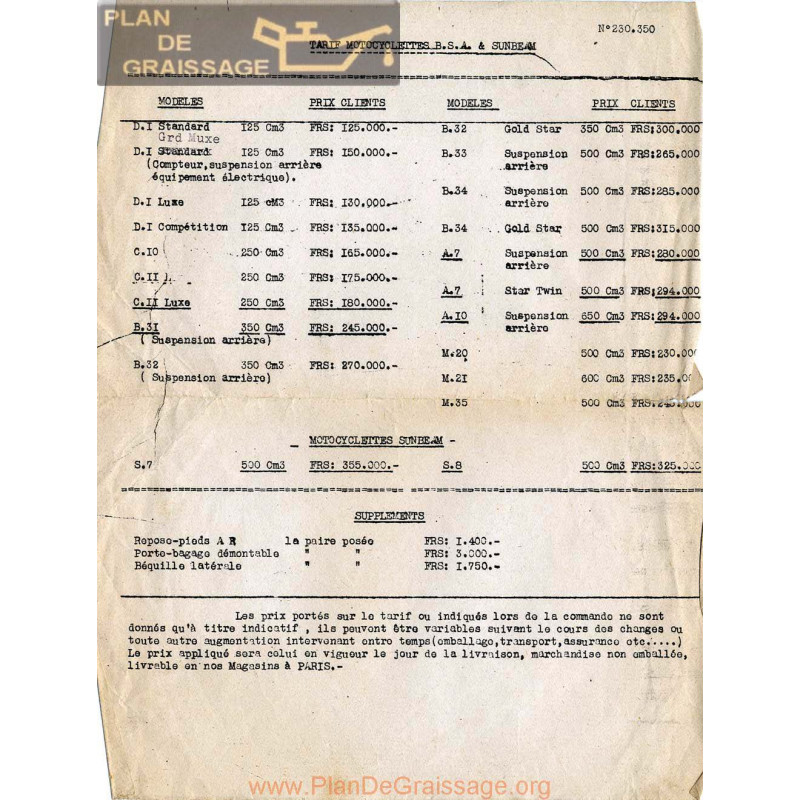 PLAN
DE
GRAISSAGE
N°230.350
TARIF MOTOCYCLETTES B.S.A. & SUNBEAM
MODELES PRIX CLIENTS
D.I Standard I25 Cm3 FRS: I25.000.-
Grd Muxe
D.I Standard I25 Cm3 FRS: I50.000.-
(Compteur,suspension arrière
équipement électrique).
D.I Luxe I25 cM3 FRS: I30.000.-
D.I Compétition I25 Cm3 FRS: I35.000.-
C.IO 250 Cm3 FRS: I65.000.-
C.II 250 Cm3 FRS: I75.000.-
C.II Luxe 250 Cm3 FRS: I80.000.-
B.3I 350 Cm3 FRS: 245.000.-
( Suspension arrière)
B.32 350 Cm3 FRS: 270.000.-
( Suspension arrière)
MODELES PRIX CLIENTS
B.32 Gold Star 350 Cm3 FRS:300.000
B.33 Suspension 500 Cm3 FRS:265.000
arrière
B.34 Suspension 500 Cm3 FRS:285.000
arrière
B.34 Gold Star 500 Cm3 FRS:3I5.000
A.7 Suspension 500 Cm3 FRS:280.000
arrière
A.7 Star Twin 500 Cm3 FRS:294.000
A.IO Suspension 650 Cm3 FRS:294.000
arrière
M.20 500 Cm3 FRS:230.000
M.2I 600 Cm3 FRS:235.00
M.35 500 Cm3
MOTOCYCLETTES SUNBEAM -
S.7 500 Cm3 FRS: 355.000.- S.8 500 Cm3 FRS:325.000
SUPPLEMENTS
Repose-pieds A R la paire posée FRS: I.400.-
Porte-bagage démontable " " FRS: 3.000.-
Béquille latérale " " FRS: I.750.-
Les prix portés sur le tarif ou indiqués lors de la commande ne sont
donnés qu'à titre indicatif , ils peuvent être variables suivant le cours des changes ou
toute autre augmentation intervenant entre temps(emballage,transport,assurance etc.....)
Le prix appliqué sera celui en vigueur le jour de la livraison, marchandise non emballée,
livrable en nos Magasins à PARIS.-
www.PlanDeGraissage.org